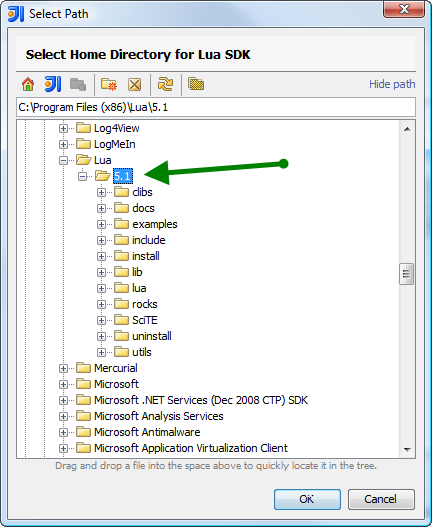 Select Path
Select Home Directory for Lua SDK
Hide path
C:\Program Files (x86)\Lua\5.1
Log4View
LogMeIn
Lua
5.1
clibs
docs
examples
include
install
lib
lua
rocks
SciTE
uninstall
utils
Mercurial
Microsoft
Microsoft .NET Services (Dec 2008 CTP) SDK
Microsoft Analysis Services
Microsoft Antimalware
Microsoft Application Virtualization Client
Drag and drop a file into the space above to quickly locate it in the tree.
OK Cancel